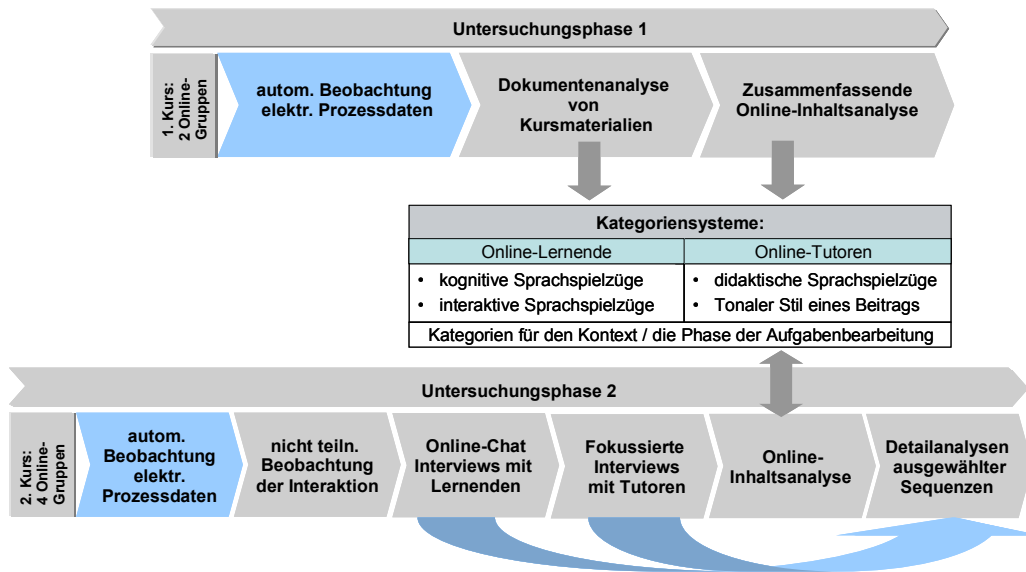 Untersuchungsphase 1
1. Kurs:
2 Online-
Gruppen
autom. Beobachtung
elektr. Prozessdaten
Dokumentenanalyse
von
Kursmaterialien
Zusammenfassende
Online-Inhaltsanalyse
Kategoriensysteme:
Online-Lernende
Online-Tutoren
• kognitive Sprachspielzüge
• interaktive Sprachspielzüge
• didaktische Sprachspielzüge
• Tonaler Stil eines Beitrags
Kategorien für den Kontext / die Phase der Aufgabenbearbeitung
Untersuchungsphase 2
2. Kurs:
4 Online-
Gruppen
autom.
Beobachtung
elektr.
Prozessdaten
nicht teiln.
Beobachtung
der Interaktion
Online-Chat
Interviews mit
Lernenden
Fokussierte
Interviews
mit Tutoren
Online-
Inhaltsanalyse
Detailanalysen
ausgewählter
Sequenzen